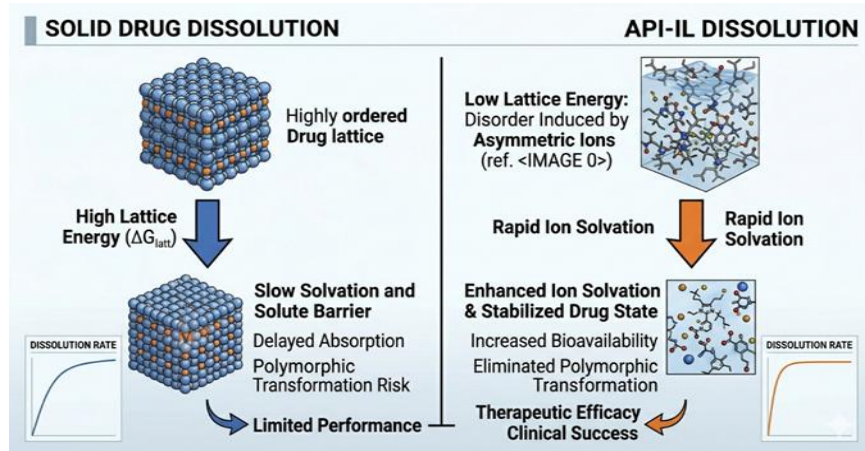 SOLID DRUG DISSOLUTION
Highly ordered
Drug lattice
High Lattice
Energy (ΔG_latt)
Slow Solvation and
Solute Barrier
Delayed Absorption
Polymorphic
Transformation Risk
DISSOLUTION RATE
Limited Performance
API-IL DISSOLUTION
Low Lattice Energy:
Disorder Induced by
Asymmetric Ions
(ref. <IMAGE 0>)
Rapid Ion Solvation
Rapid Ion
Solvation
Enhanced Ion Solvation
& Stabilized Drug State
Increased Bioavailability
Eliminated Polymorphic
Transformation
DISSOLUTION RATE
Therapeutic Efficacy
Clinical Success